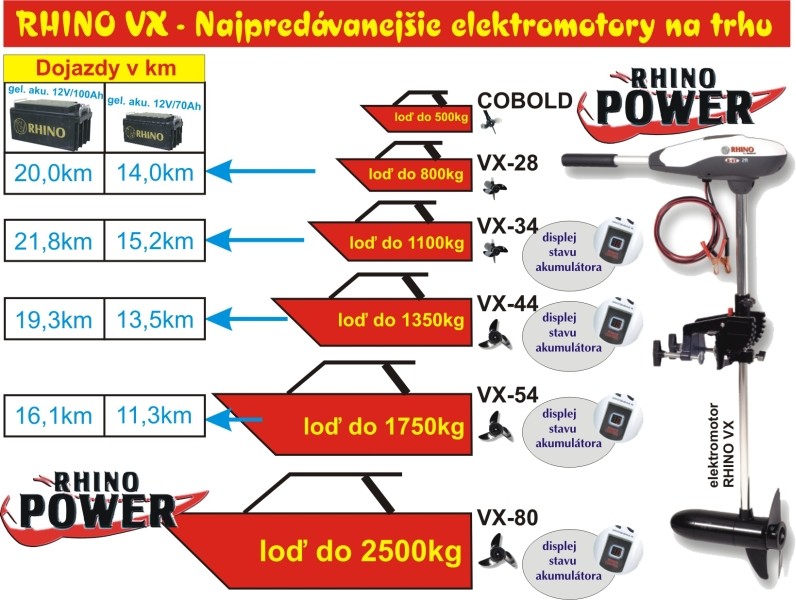 RHINO VX - Najpredávanejšie elektromotory na trhu
Dojazdy v km
gel. aku. 12V/100Ah
gel. aku. 12V/70Ah
RHINO
RHINO
loď do 500kg
COBOLD
RHINO
POWER
20,0km
14,0km
loď do 800kg
VX-28
RHINO
21,8km
15,2km
loď do 1100kg
VX-34
displej
stavu
akumulátora
19,3km
13,5km
loď do 1350kg
VX-44
displej
stavu
akumulátora
16,1km
11,3km
loď do 1750kg
VX-54
displej
stavu
akumulátora
elektromotor
RHINO VX
RHINO
POWER
loď do 2500kg
VX-80
displej
stavu
akumulátora